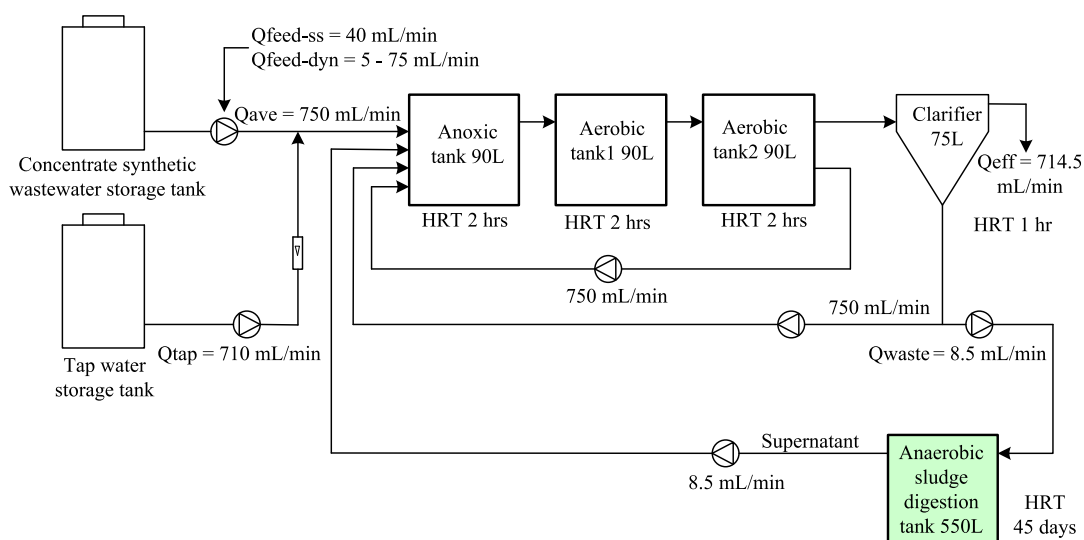 Qfeed-ss = 40 mL/min
Qfeed-dyn = 5 - 75 mL/min
Qave = 750 mL/min
Concentrate synthetic
wastewater storage tank
Anoxic
tank 90L
HRT 2 hrs
Aerobic
tank1 90L
HRT 2 hrs
Aerobic
tank2 90L
HRT 2 hrs
Clarifier
75L
Qeff = 714.5
mL/min
HRT 1 hr
750 mL/min
750 mL/min
Qtap = 710 mL/min
Tap water
storage tank
Qwaste = 8.5 mL/min
Supernatant
8.5 mL/min
Anaerobic
sludge
digestion
tank 550L
HRT
45 days